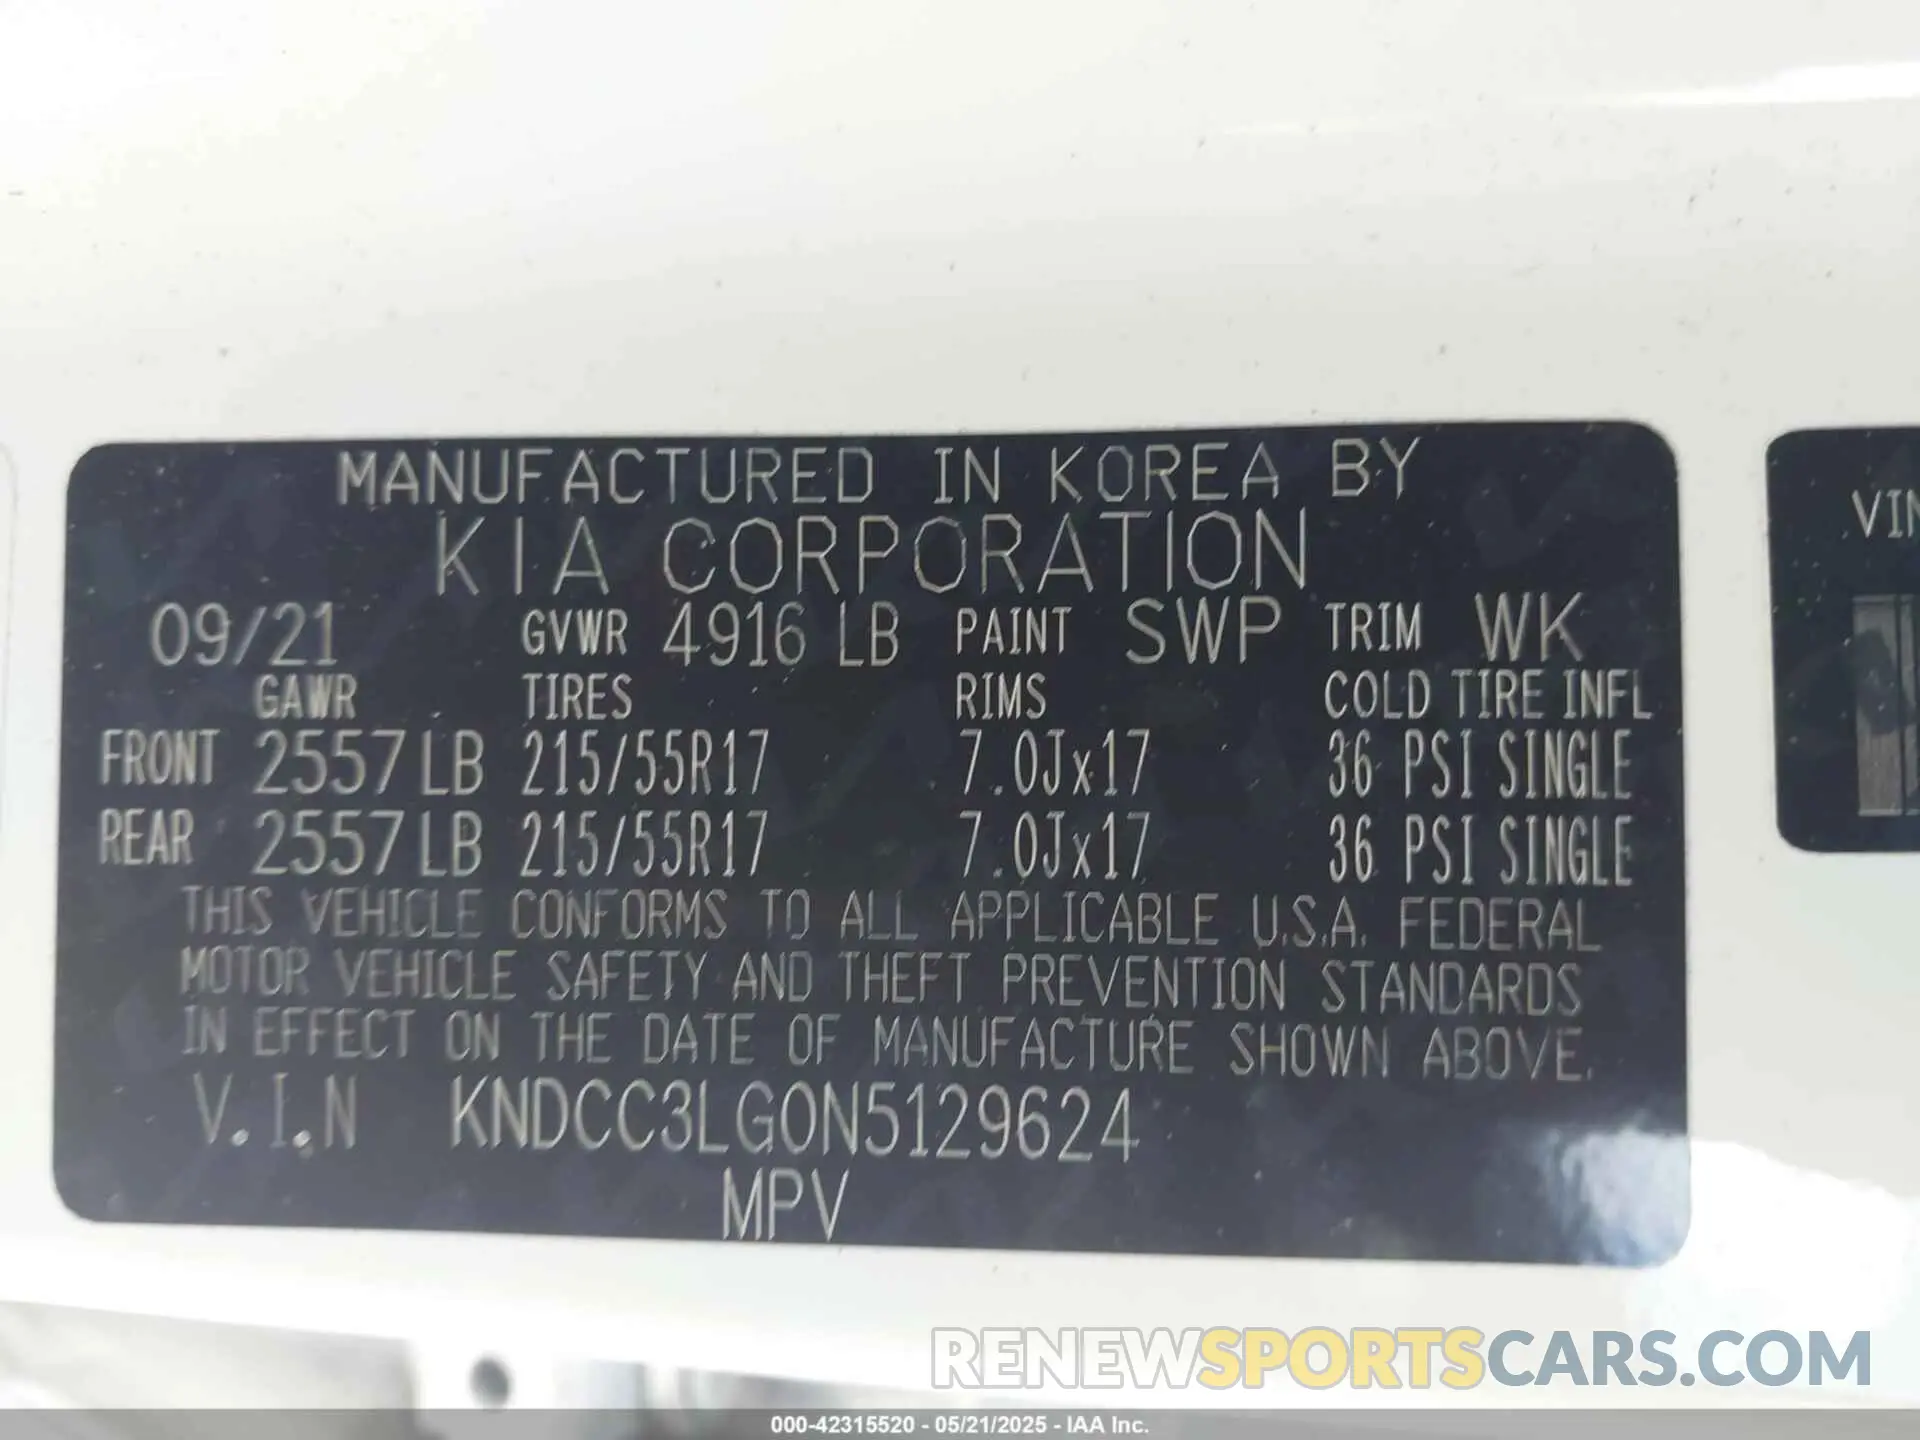 MANUFACTURED IN KOREA BY
KIA CORPORATION
09/21 GVWR 4916 LB PAINT SWP TRIM WK
GAWR TIRES RIMS COLD TIRE INFL
FRONT 2557 LB 215/55R17 7.0Jx17 36 PSI SINGLE
REAR 2557 LB 215/55R17 7.0Jx17 36 PSI SINGLE
THIS VEHICLE CONFORMS TO ALL APPLICABLE U.S.A. FEDERAL
MOTOR VEHICLE SAFETY AND THEFT PREVENTION STANDARDS
IN EFFECT ON THE DATE OF MANUFACTURE SHOWN ABOVE.
V.I.N KNDCC3LG0N5129624
MPV
VIN
RENEWSPORTSCARS.COM
000-42315520 - 05/21/2025 - IAA Inc.